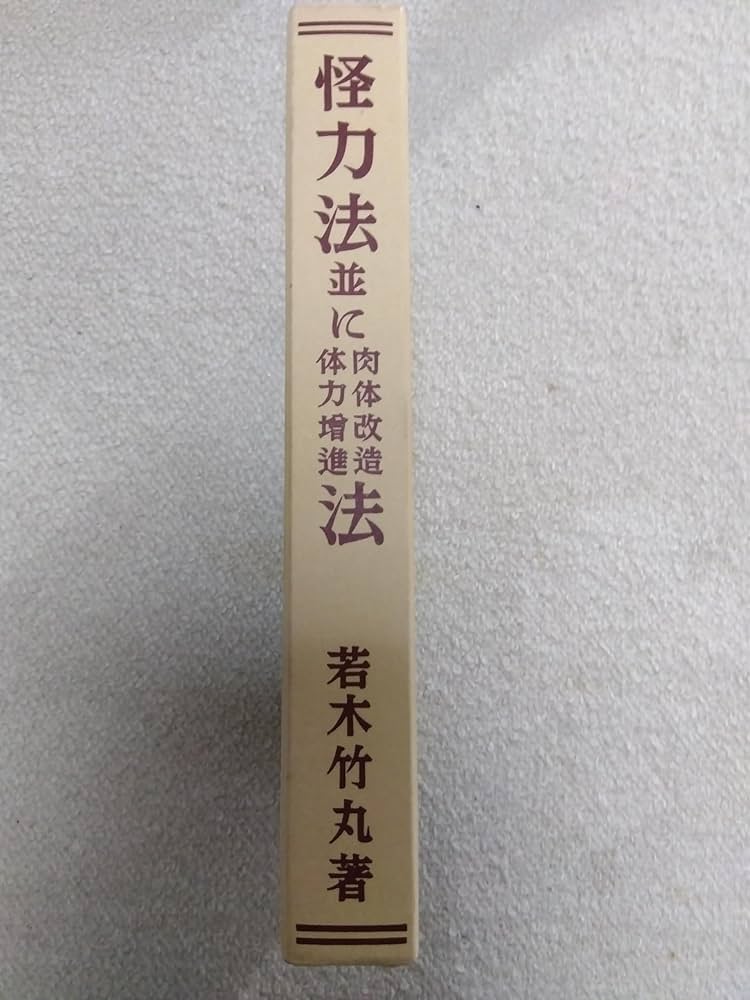 怪力法並に
肉体改造
体力増進
法
若木竹丸著